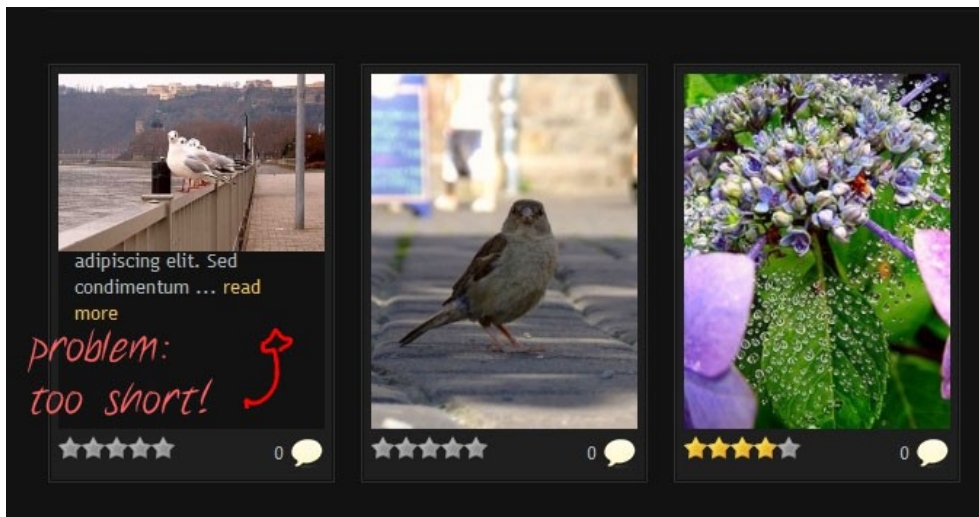 adipiscing elit. Sed
condimentum ... read
more
problem:
too short!
0
0
0